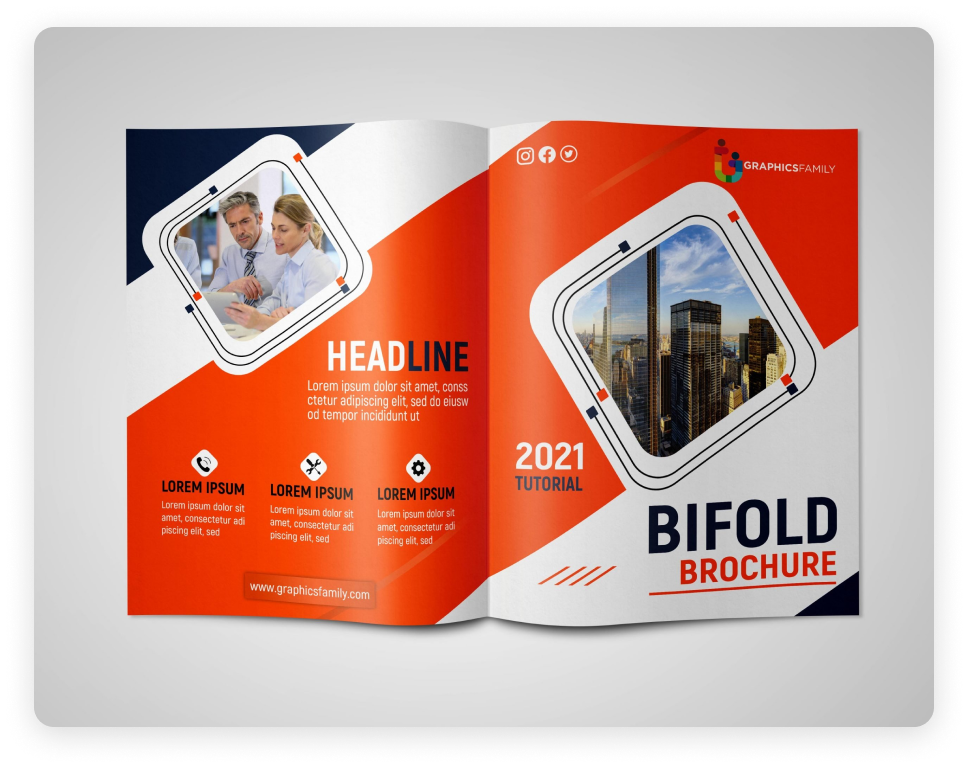 HEADLINE
Lorem ipsum dolor sit amet, conss
ctetur adipiscing elit, sed do eiusw
od tempor incididunt ut
LOREM IPSUM
Lorem ipsum dolor sit
amet, consectetur adi
piscing elit, sed
LOREM IPSUM
Lorem ipsum dolor sit
amet, consectetur adi
piscing elit, sed
LOREM IPSUM
Lorem ipsum dolor sit
amet, consectetur adi
piscing elit, sed
www.graphicsfamily.com
GRAPHICSFAMILY
2021
TUTORIAL
BIFOLD
BROCHURE